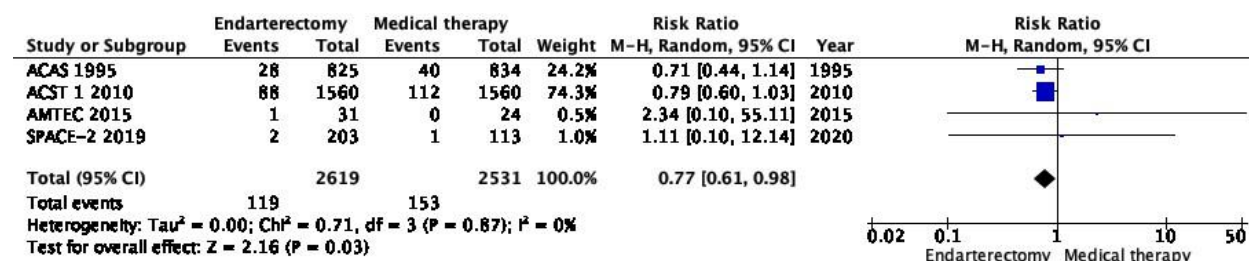 Endarterectomy Medical therapy Risk Ratio Risk Ratio
Study or Subgroup Events Total Events Total Weight M-H, Random, 95% CI Year M-H, Random, 95% CI
ACAS 1995 28 825 40 834 24.2% 0.71 [0.44, 1.14] 1995
ACST 1 2010 88 1560 112 1560 74.3% 0.79 [0.60, 1.03] 2010
AMTEC 2015 1 31 0 24 0.5% 2.34 [0.10, 55.11] 2015
SPACE-2 2019 2 203 1 113 1.0% 1.11 [0.10, 12.14] 2020
Total (95% CI) 2619 2531 100.0% 0.77 [0.61, 0.98]
Total events 119 153
Heterogeneity: Tau² = 0.00; Chi² = 0.71, df = 3 (P = 0.87); I² = 0%
Test for overall effect: Z = 2.16 (P = 0.03)
0.02 0.1 1 10 50
Endarterectomy Medical therapy